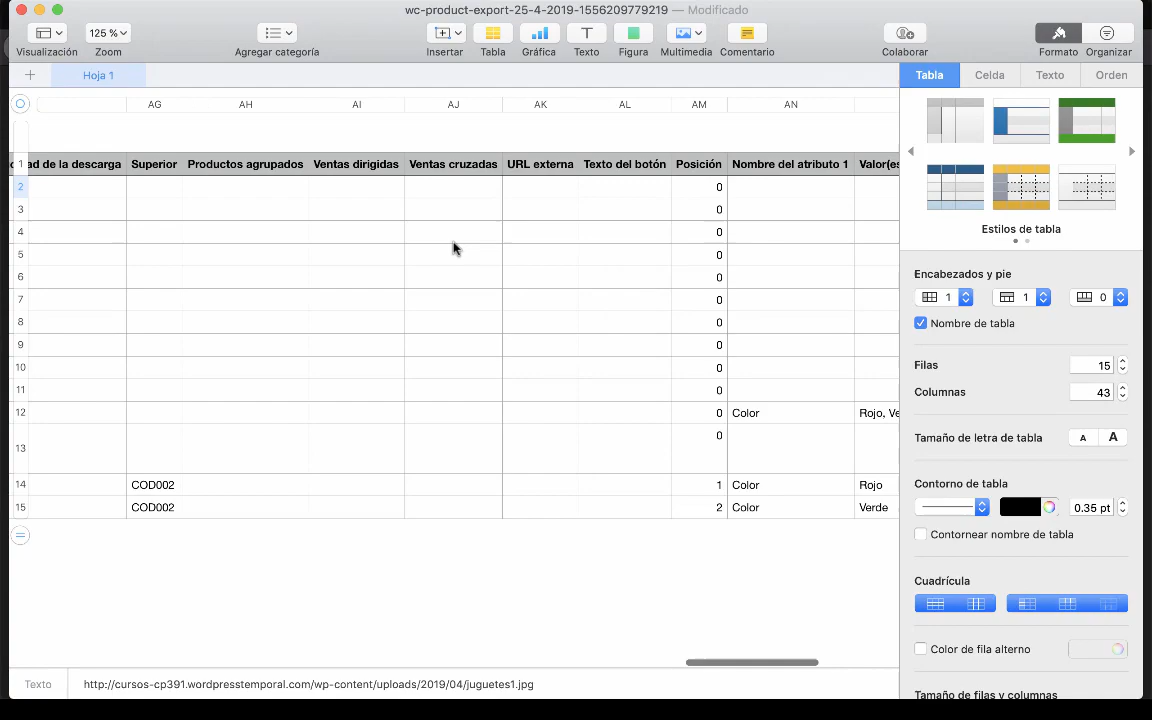 wc-product-export-25-4-2019-1556209779219 — Modificado
125 %
Visualización Zoom Agregar categoría Insertar Tabla Gráfica Texto Figura Multimedia Comentario Colaborar Formato Organizar
Hoja 1
Tabla Celda Texto Orden
AG AH AI AJ AK AL AM AN
1 ad de la descarga Superior Productos agrupados Ventas dirigidas Ventas cruzadas URL externa Texto del botón Posición Nombre del atributo 1 Valor(es
2 0
3 0
4 0
5 0
6 0
7 0
8 0
9 0
10 0
11 0
12 0 Color Rojo, Ve
13 0
14 COD002 1 Color Rojo
15 COD002 2 Color Verde
Texto http://cursos-cp391.wordpresstemporal.com/wp-content/uploads/2019/04/juguetes1.jpg
Estilos de tabla
Encabezados y pie
1 1 0
Nombre de tabla
Filas 15
Columnas 43
Tamaño de letra de tabla A A
Contorno de tabla
0.35 pt
Contornear nombre de tabla
Cuadrícula
Color de fila alterno
Tamaño de filas y columnas